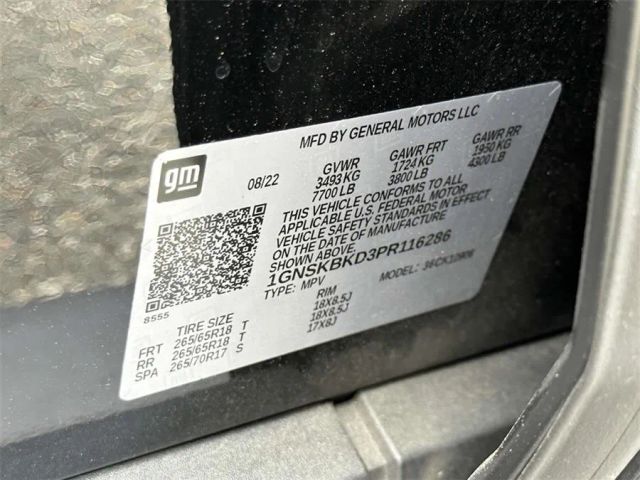 MFD BY GENERAL MOTORS LLC
gm
08/22
GVWR GAWR FRT GAWR RR
3493 KG 1724 KG 1950 KG
7700 LB 3800 LB 4300 LB
THIS VEHICLE CONFORMS TO ALL
APPLICABLE U.S. FEDERAL MOTOR
VEHICLE SAFETY STANDARDS IN EFFECT
ON THE DATE OF MANUFACTURE
SHOWN ABOVE.
1GNSKBKD3PR116286
TYPE: MPV MODEL:
8555
TIRE SIZE RIM
FRT 265/65R18 T 18X8.5J
RR 265/65R18 T 18X8.5J
SPA 265/70R17 S 17X8J